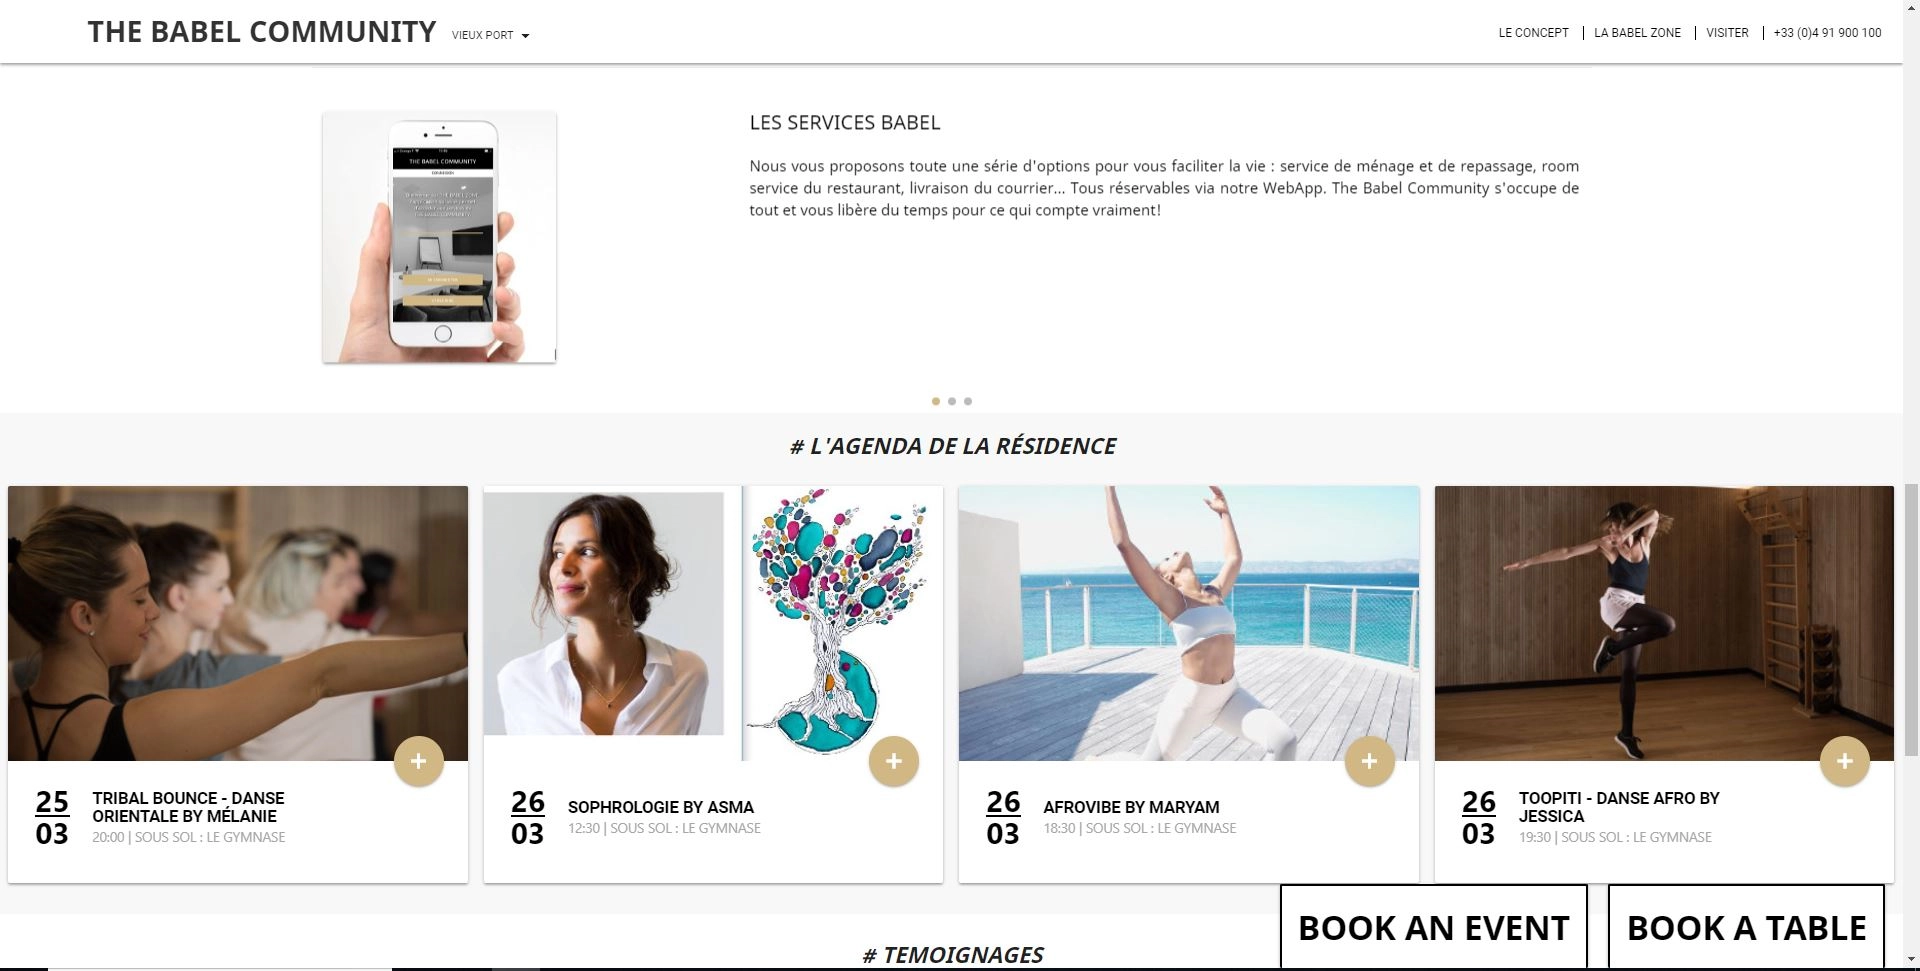 THE BABEL COMMUNITY
VIEUX PORT
LE CONCEPT
LA BABEL ZONE
VISITER
+33 (0)4 91 900 100
THE BABEL COMMUNITY
LES SERVICES BABEL
Nous vous proposons toute une série d'options pour vous faciliter la vie : service de ménage et de repassage, room
service du restaurant, livraison du courrier... Tous réservables via notre WebApp. The Babel Community s'occupe de
tout et vous libère du temps pour ce qui compte vraiment!
# L'AGENDA DE LA RÉSIDENCE
25
03
TRIBAL BOUNCE - DANSE
ORIENTALE BY MÉLANIE
20:00 | SOUS SOL : LE GYMNASE
26
03
SOPHROLOGIE BY ASMA
12:30 | SOUS SOL : LE GYMNASE
26
03
AFROVIBE BY MARYAM
18:30 | SOUS SOL : LE GYMNASE
26
03
TOOPITI - DANSE AFRO BY
JESSICA
19:30 | SOUS SOL : LE GYMNASE
BOOK AN EVENT
BOOK A TABLE
# TEMOIGNAGES